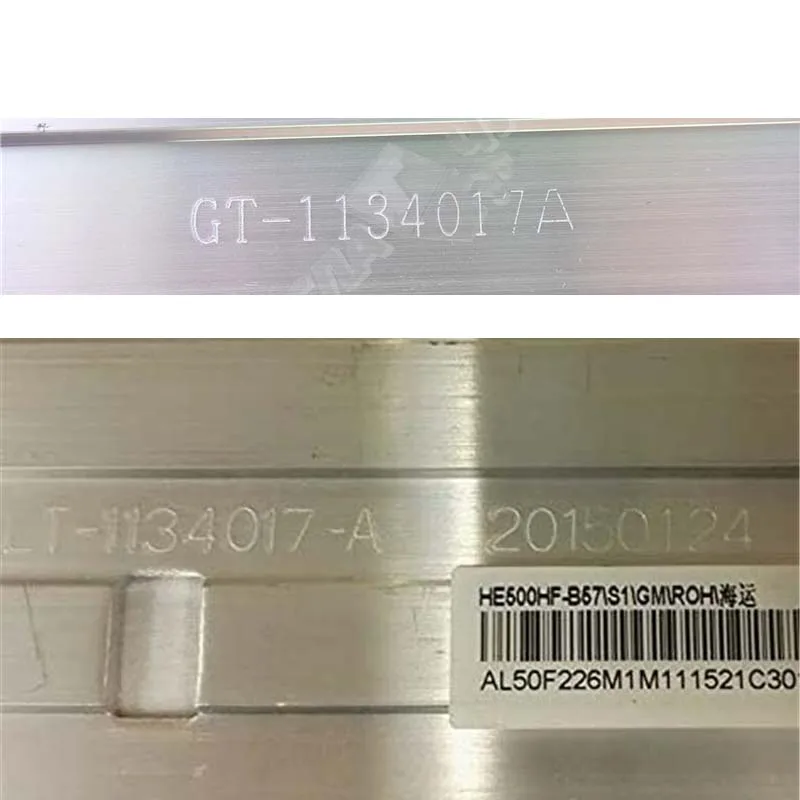 GT-1134017A
LT-1134017-A 20150124
HE500HF-B57\S1\GM\ROH\海运
AL50F226M1M111521C30